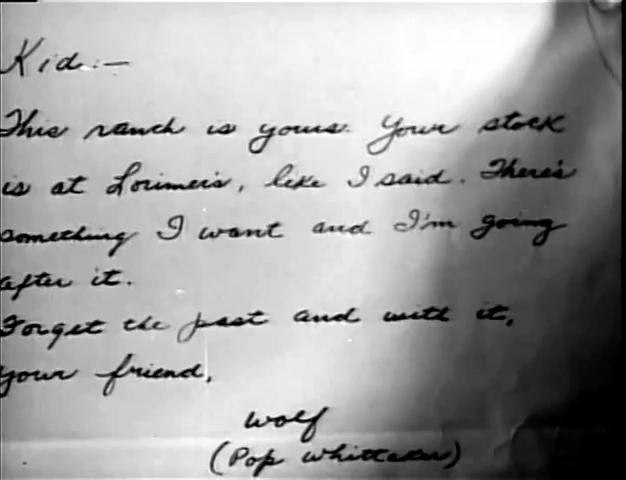 Kid:—
This ranch is yours. Your stock
is at Lorimer's, like I said. There's
something I want and I'm going
after it.
Forget the past and with it,
your friend,
Wolf
(Pop Whittaker)